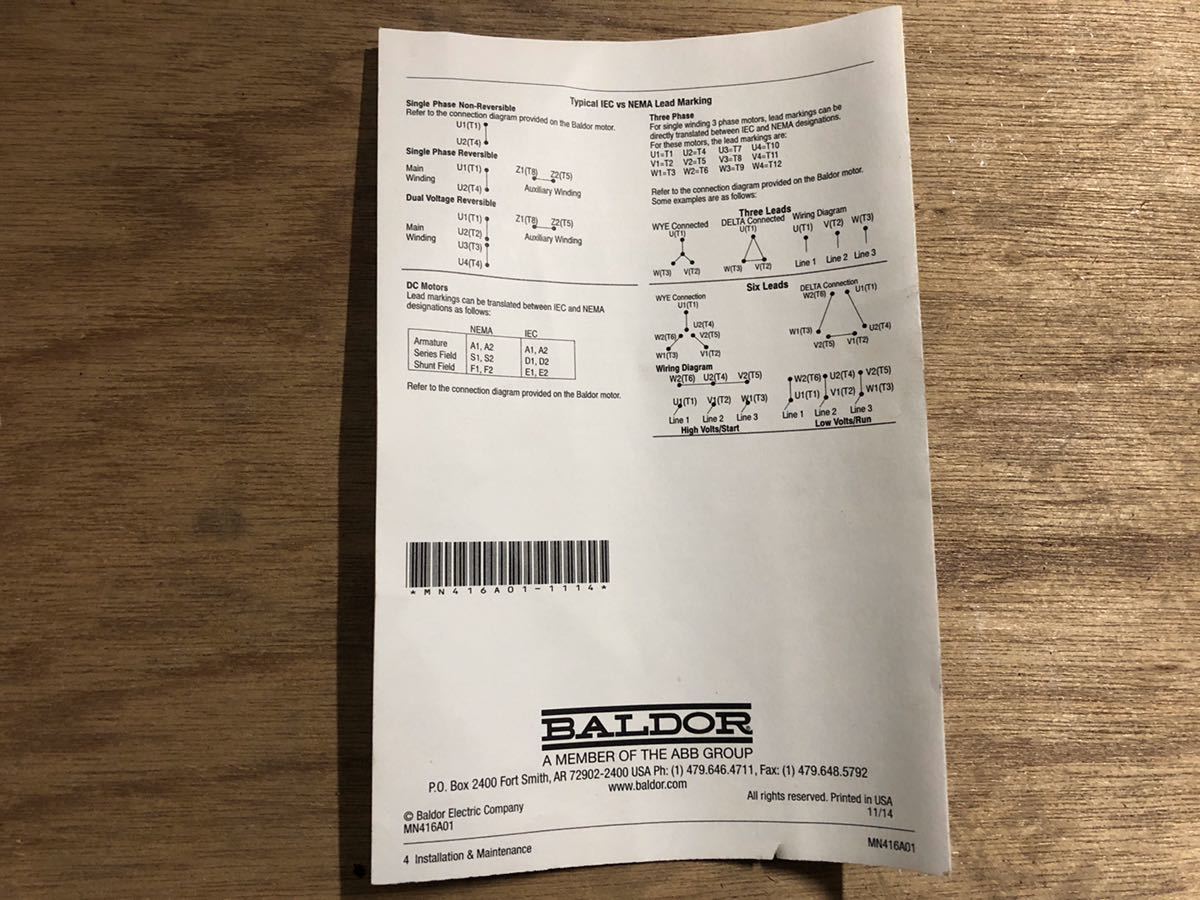 Typical IEC vs NEMA Lead Marking
Single Phase Non-Reversible
Refer to the connection diagram provided on the Baldor motor.
U1(T1)
U2(T4)
Single Phase Reversible
Main
Winding
U1(T1)
U2(T4)
Z1(T8) Z2(T5)
Auxiliary Winding
Dual Voltage Reversible
Main
Winding
U1(T1)
U2(T2)
U3(T3)
U4(T4)
Z1(T8) Z2(T5)
Auxiliary Winding
DC Motors
Lead markings can be translated between IEC and NEMA
designations as follows:
NEMA IEC
Armature A1, A2 A1, A2
Series Field S1, S2 D1, D2
Shunt Field F1, F2 E1, E2
Refer to the connection diagram provided on the Baldor motor.
Three Phase
For single winding 3 phase motors, lead markings can be
directly translated between IEC and NEMA designations.
For these motors, the lead markings are:
U1=T1 U2=T4 U3=T7 U4=T10
V1=T2 V2=T5 V3=T8 V4=T11
W1=T3 W2=T6 W3=T9 W4=T12
Refer to the connection diagram provided on the Baldor motor.
Some examples are as follows:
Three Leads
WYE Connected
U(T1)
W(T3) V(T2)
DELTA Connected
U(T1)
W(T3) V(T2)
Wiring Diagram
U(T1) V(T2) W(T3)
Line 1 Line 2 Line 3
Six Leads
WYE Connection
U1(T1)
U2(T4)
W2(T6) V2(T5)
W1(T3) V1(T2)
DELTA Connection
W2(T6) U1(T1)
W1(T3) U2(T4)
V2(T5) V1(T2)
Wiring Diagram
W2(T6) U2(T4) V2(T5)
U1(T1) V1(T2) W1(T3)
Line 1 Line 2 Line 3
High Volts/Start
W2(T6) U2(T4) V2(T5)
U1(T1) V1(T2) W1(T3)
Line 1 Line 2 Line 3
Low Volts/Run
*MN416A01-1114*
BALDOR
A MEMBER OF THE ABB GROUP
P.O. Box 2400 Fort Smith, AR 72902-2400 USA Ph: (1) 479.646.4711, Fax: (1) 479.648.5792
www.baldor.com
© Baldor Electric Company
MN416A01
All rights reserved. Printed in USA
11/14
4 Installation & Maintenance
MN416A01